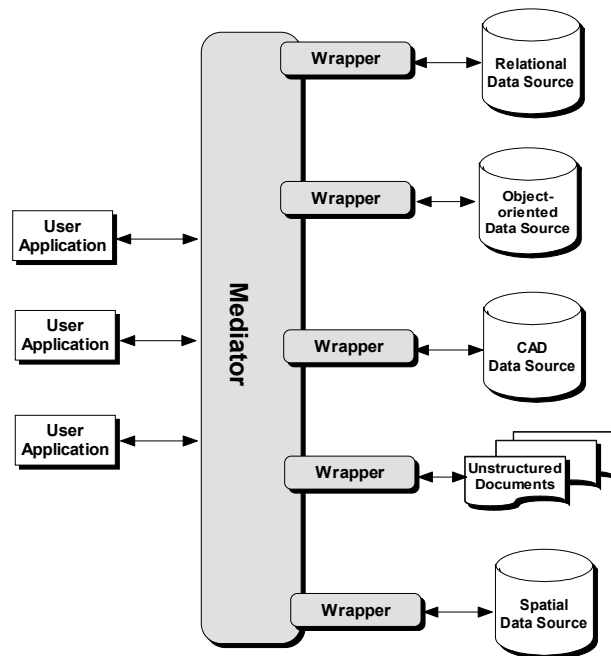 Wrapper
Relational
Data Source
Wrapper
Object-
oriented
Data Source
User
Application
User
Application
User
Application
Mediator
Wrapper
CAD
Data Source
Wrapper
Unstructured
Documents
Wrapper
Spatial
Data Source